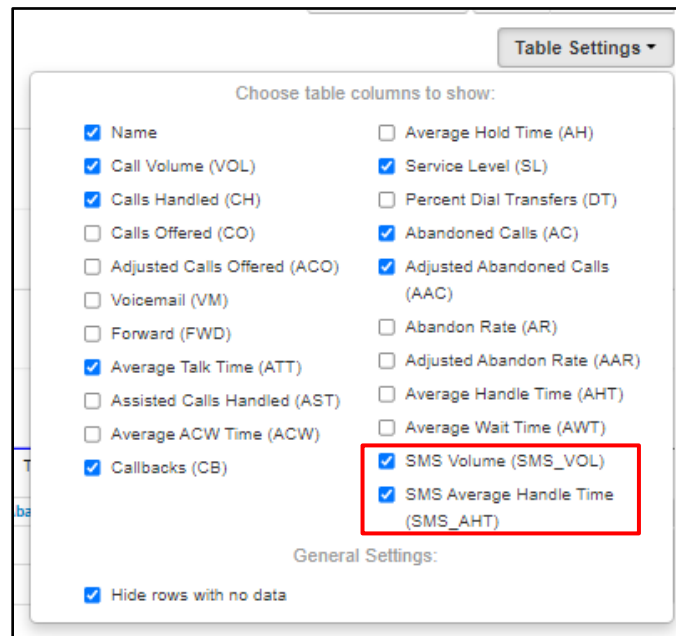 Table Settings
Choose table columns to show:
Name
Call Volume (VOL)
Calls Handled (CH)
Calls Offered (CO)
Adjusted Calls Offered (ACO)
Voicemail (VM)
Forward (FWD)
Average Talk Time (ATT)
Assisted Calls Handled (AST)
Average ACW Time (ACW)
Callbacks (CB)
Average Hold Time (AH)
Service Level (SL)
Percent Dial Transfers (DT)
Abandoned Calls (AC)
Adjusted Abandoned Calls
(AAC)
Abandon Rate (AR)
Adjusted Abandon Rate (AAR)
Average Handle Time (AHT)
Average Wait Time (AWT)
SMS Volume (SMS_VOL)
SMS Average Handle Time
(SMS_AHT)
General Settings:
Hide rows with no data